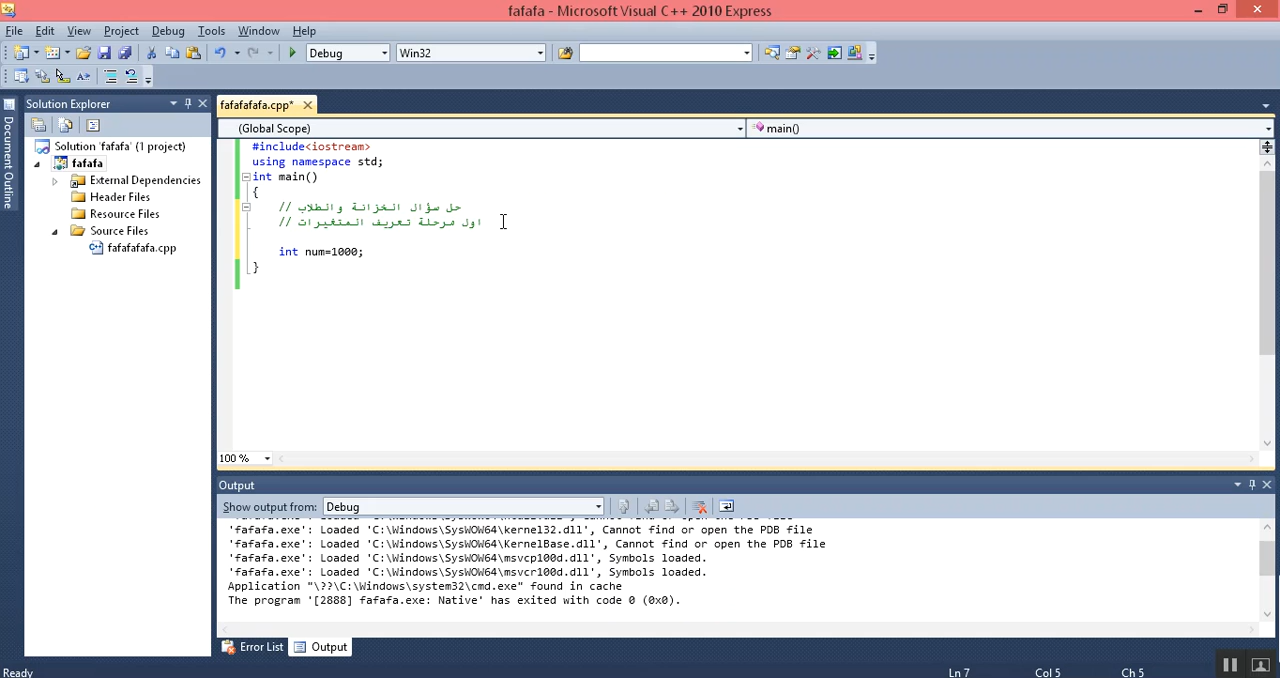 fafafa - Microsoft Visual C++ 2010 Express
File Edit View Project Debug Tools Window Help
Debug Win32
Solution Explorer
fafafafafa.cpp*
(Global Scope) main()
Document Outline
Solution 'fafafa' (1 project)
fafafa
External Dependencies
Header Files
Resource Files
Source Files
fafafafafa.cpp
#include<iostream>
using namespace std;
int main()
{
// حل سؤال الخزانة والطلاب
// اول مرحلة تعريف المتغيرات
int num=1000;
}
100 %
Output
Show output from: Debug
'fafafa.exe': Loaded 'C:\Windows\SysWOW64\kernel32.dll', Cannot find or open the PDB file
'fafafa.exe': Loaded 'C:\Windows\SysWOW64\KernelBase.dll', Cannot find or open the PDB file
'fafafa.exe': Loaded 'C:\Windows\SysWOW64\msvcp100d.dll', Symbols loaded.
'fafafa.exe': Loaded 'C:\Windows\SysWOW64\msvcr100d.dll', Symbols loaded.
Application "\??\C:\Windows\system32\cmd.exe" found in cache
The program '[2888] fafafa.exe: Native' has exited with code 0 (0x0).
Error List Output
Ready Ln 7 Col 5 Ch 5